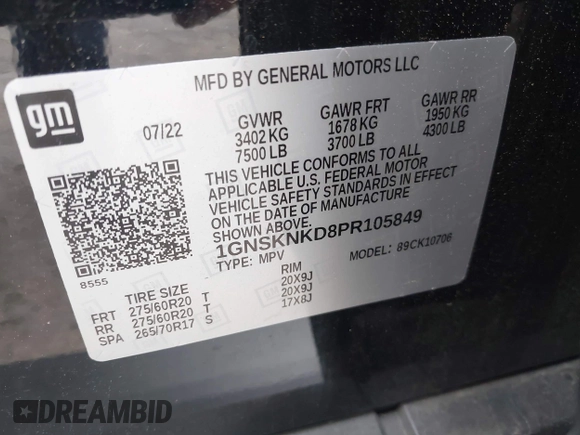 MFD BY GENERAL MOTORS LLC
gm
07/22 GVWR GAWR FRT GAWR RR
3402 KG 1678 KG 1950 KG
7500 LB 3700 LB 4300 LB
THIS VEHICLE CONFORMS TO ALL
APPLICABLE U.S. FEDERAL MOTOR
VEHICLE SAFETY STANDARDS IN EFFECT
ON THE DATE OF MANUFACTURE
SHOWN ABOVE.
1GNSKNKD8PR105849
8555 TYPE: MPV MODEL: 89CK10706
TIRE SIZE RIM
FRT 275/60R20 T 20X9J
RR 275/60R20 T 20X9J
SPA 265/70R17 S 17X8J
DREAMBID